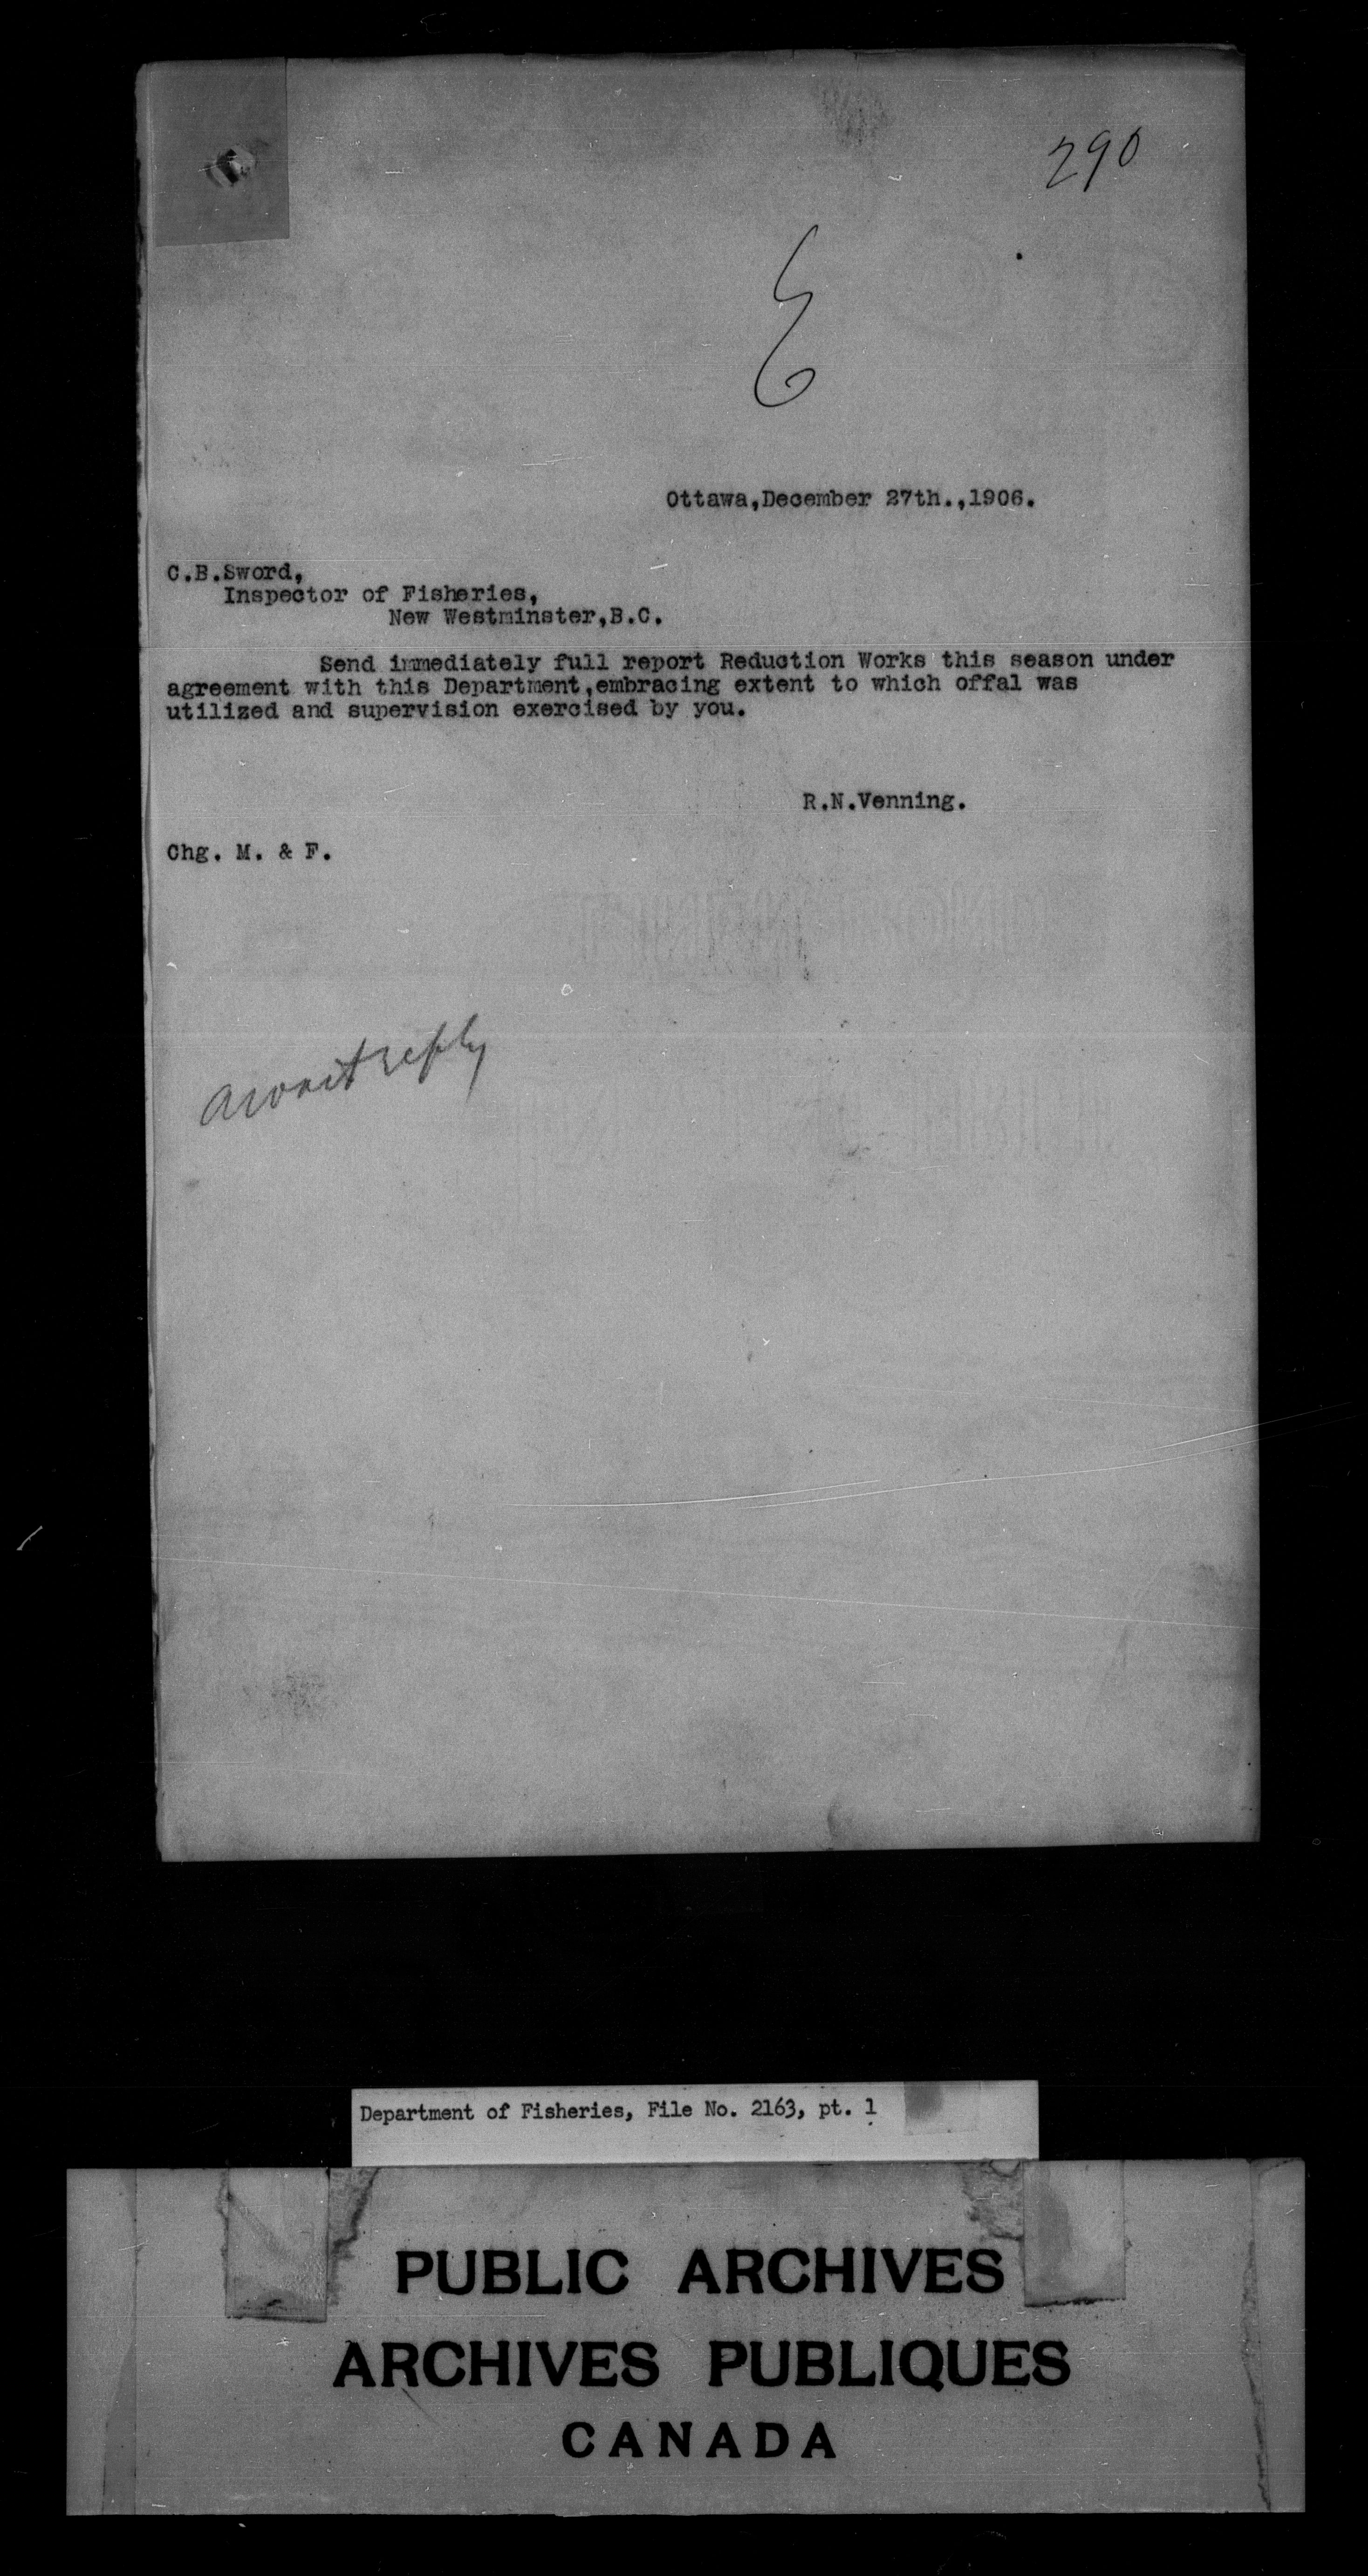 290
E
Ottawa,December 27th.,1906.
C.B.Sword,
Inspector of Fisheries,
New Westminster,B.C.
Send immediately full report Reduction Works this season under
agreement with this Department,embracing extent to which offal was
utilized and supervision exercised by you.
R.N.Venning.
Chg. M. & F.
await reply
Department of Fisheries, File No. 2163, pt. 1
PUBLIC ARCHIVES
ARCHIVES PUBLIQUES
CANADA